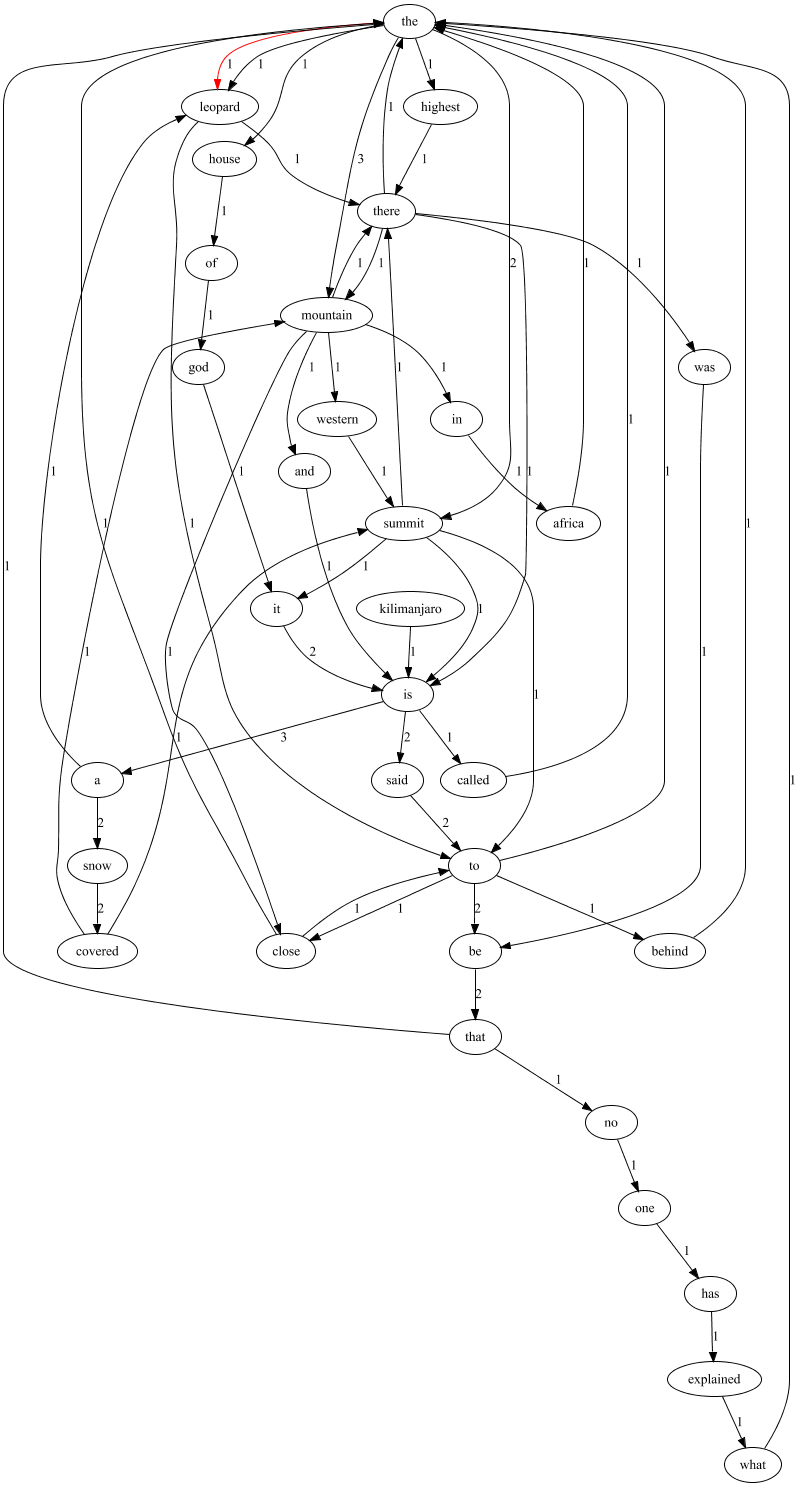 the
1 1 1 1
leopard highest
1 3
house 1 1
there
1
of 1 1 2 1 1
mountain
1
god 1 1 1 1 was
western in 1
and
1 1 1 1 1 1
summit africa
1 1 1 1
it kilimanjaro
1 2 1 1 1 1
is
1 3 2 1 1
a said called
1 2 2
snow to
2 1 1 2 1
covered close be behind
2
that
1
no
1
one
1
has
1
explained
1
what
1